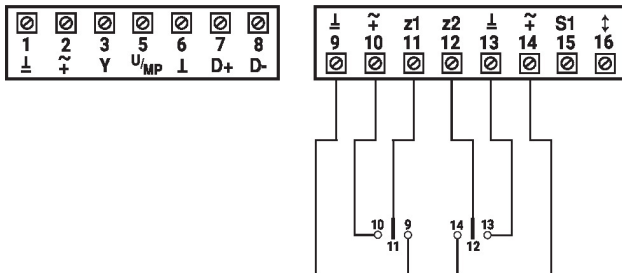 1 2 3 5 6 7 8
⏚ ≂+ Y U/MP ⊥ D+ D-
⏚ ≂+ z1 z2 ⏚ ≂+ S1 ↕
9 10 11 12 13 14 15 16
10 9 14 13
11 12